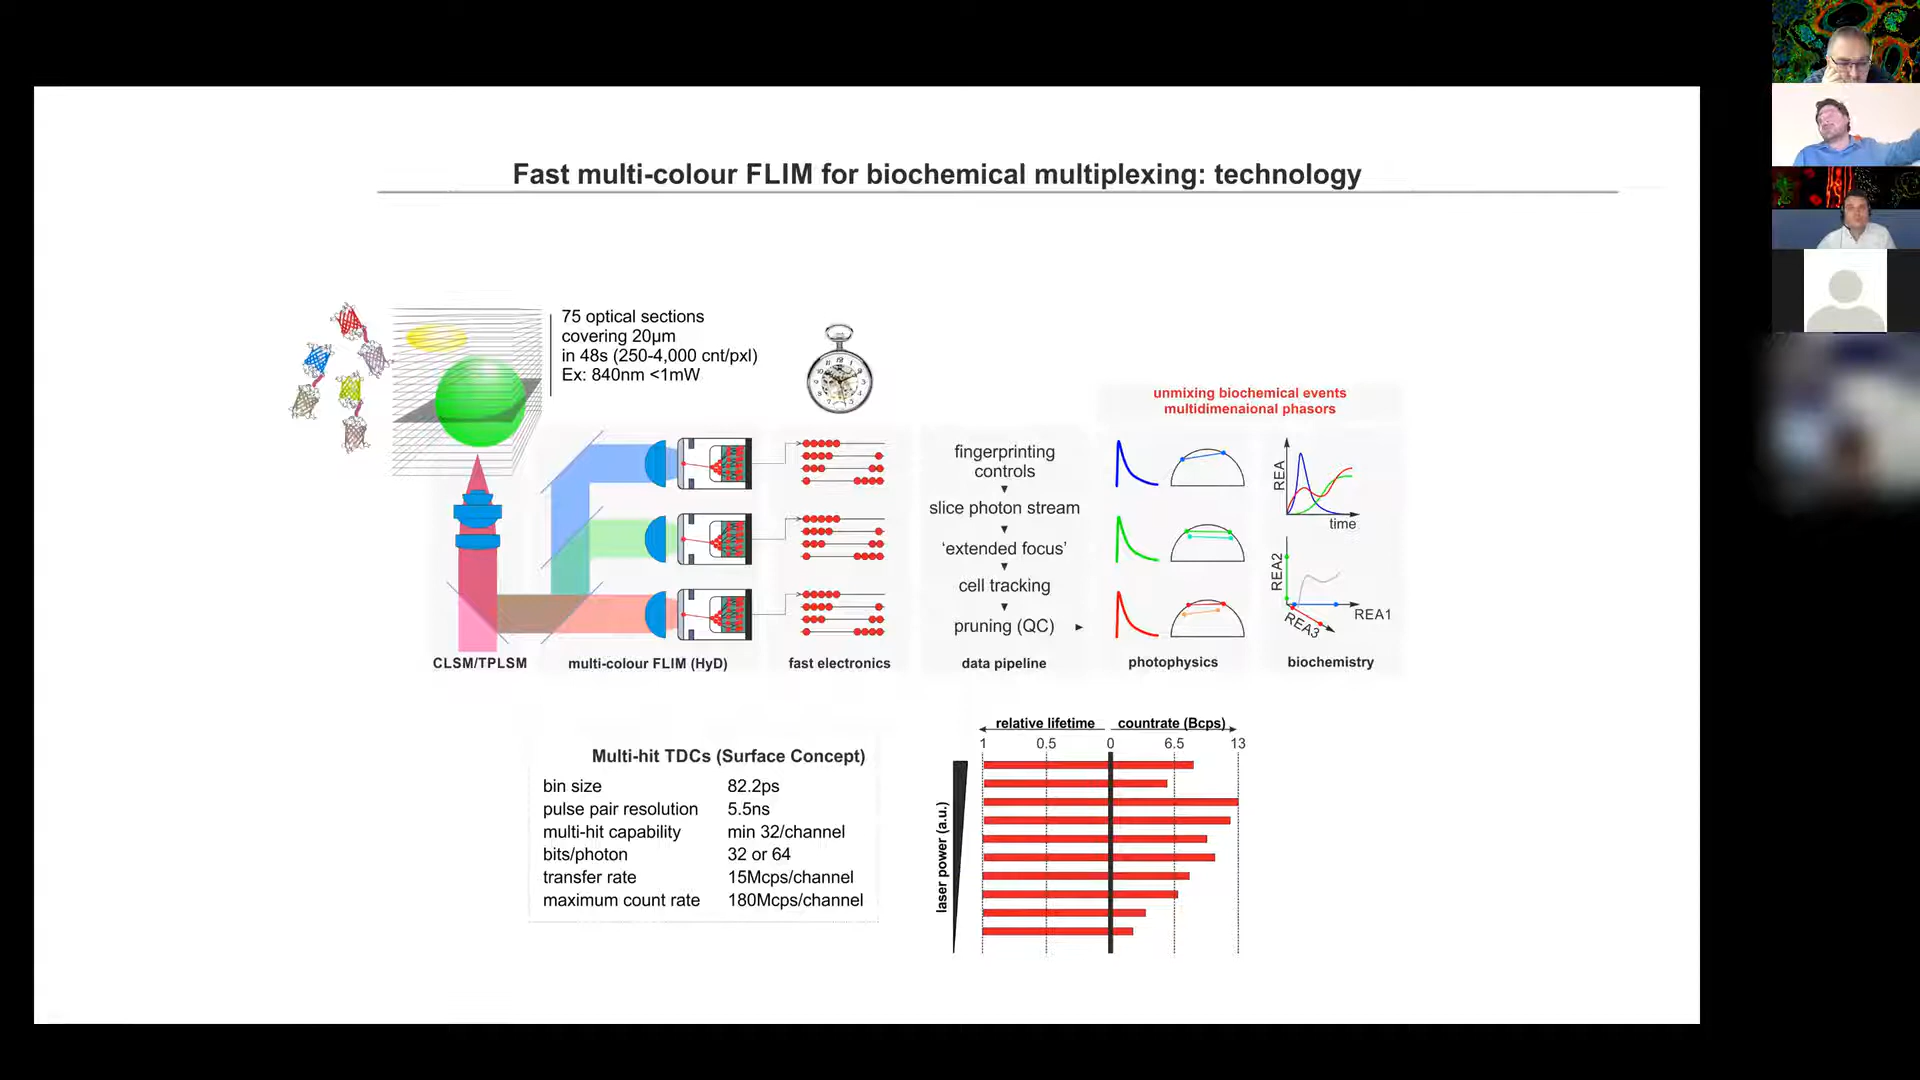 Fast multi-colour FLIM for biochemical multiplexing: technology
75 optical sections
covering 20µm
in 48s (250-4,000 cnt/pxl)
Ex: 840nm <1mW
unmixing biochemical events
multidimenaional phasors
fingerprinting
controls
slice photon stream
‘extended focus’
cell tracking
pruning (QC)
REA
time
REA2
REA1
REA3
CLSM/TPLSM
multi-colour FLIM (HyD)
fast electronics
data pipeline
photophysics
biochemistry
Multi-hit TDCs (Surface Concept)
bin size 82.2ps
pulse pair resolution 5.5ns
multi-hit capability min 32/channel
bits/photon 32 or 64
transfer rate 15Mcps/channel
maximum count rate 180Mcps/channel
relative lifetime countrate (Bcps)
1 0.5 0 6.5 13
laser power (a.u.)